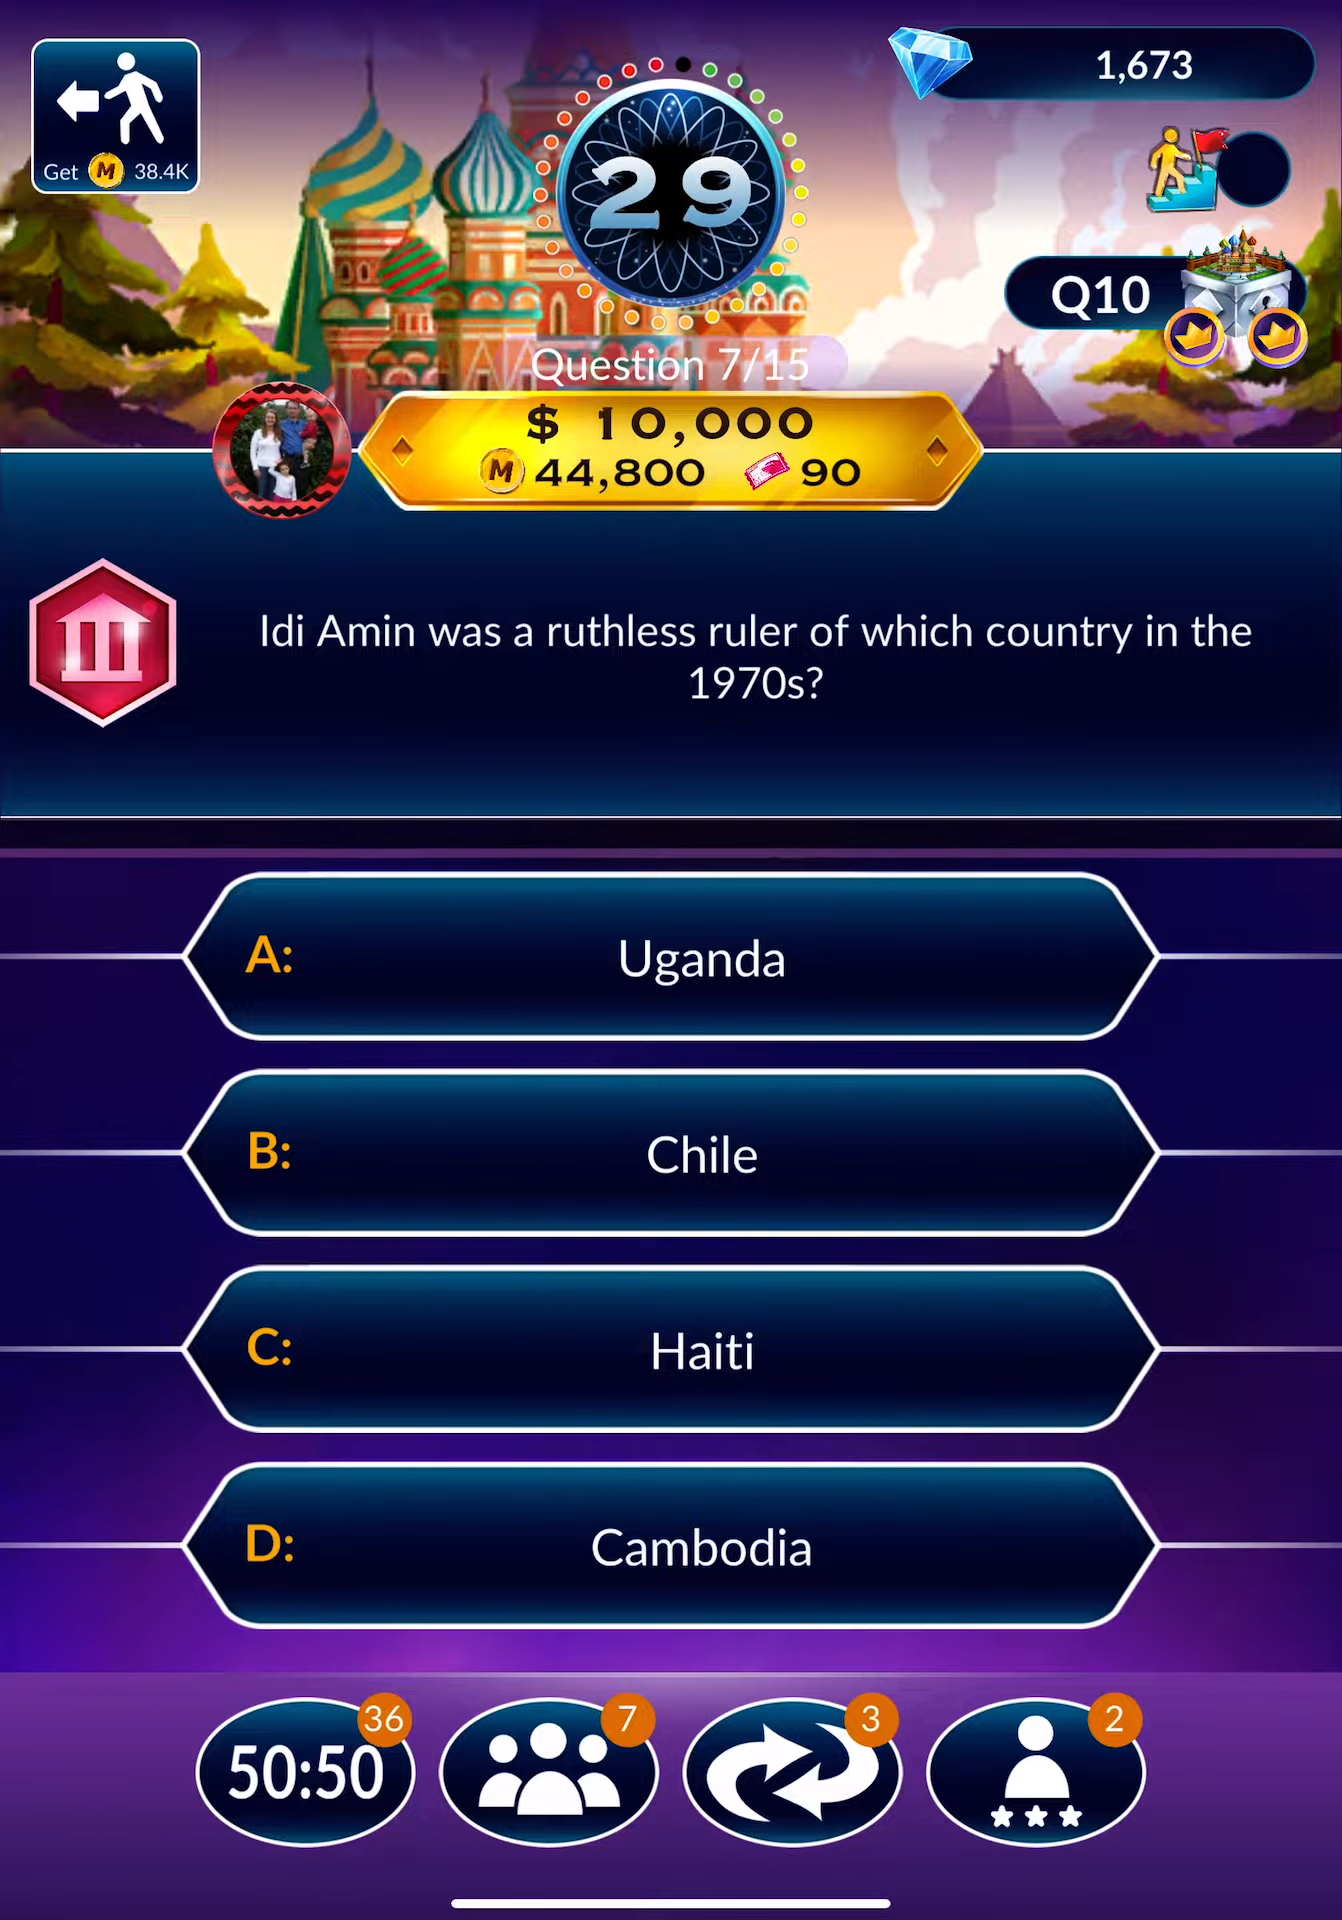 Get M 38.4K
1,673
29
Q10
Question 7/15
$ 10,000
M 44,800 90
Idi Amin was a ruthless ruler of which country in the
1970s?
A: Uganda
B: Chile
C: Haiti
D: Cambodia
36
7
3
2
50:50